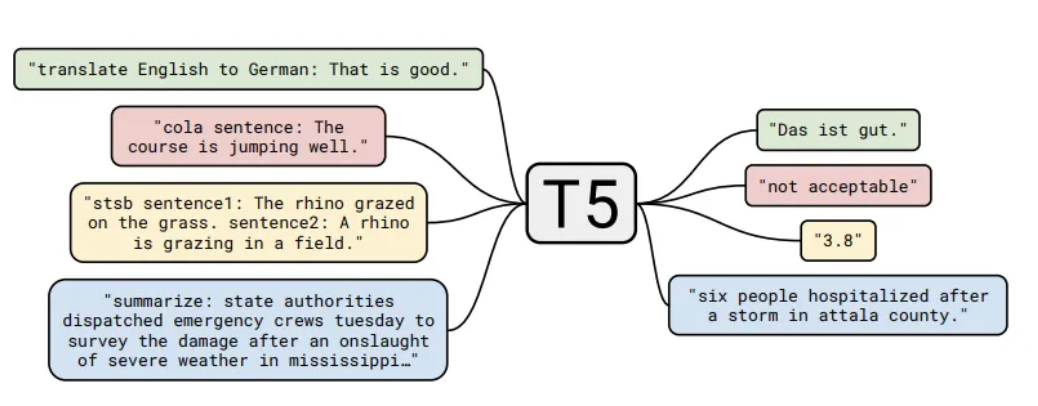 "translate English to German: That is good."
"cola sentence: The
course is jumping well."
"stsb sentence1: The rhino grazed
on the grass. sentence2: A rhino
is grazing in a field."
"summarize: state authorities
dispatched emergency crews tuesday to
survey the damage after an onslaught
of severe weather in mississippi…"
T5
"Das ist gut."
"not acceptable"
"3.8"
"six people hospitalized after
a storm in attala county."